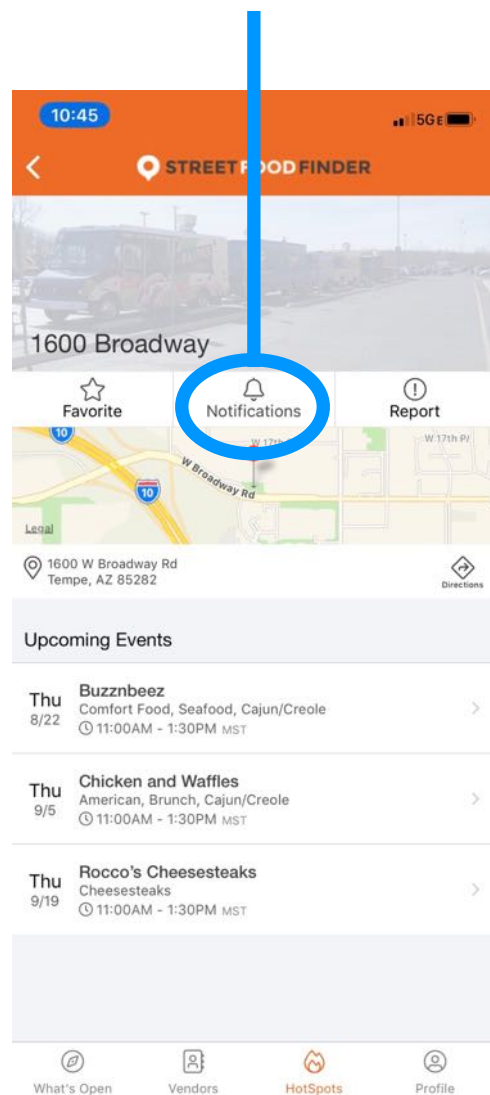 10:45 5G E
STREET FOOD FINDER
1600 Broadway
Favorite Notifications Report
10
W 17th P/
W Broadway Rd
10
Legal
1600 W Broadway Rd
Tempe, AZ 85282
Directions
Upcoming Events
Thu Buzznbeez
8/22 Comfort Food, Seafood, Cajun/Creole
11:00AM - 1:30PM MST
Thu Chicken and Waffles
9/5 American, Brunch, Cajun/Creole
11:00AM - 1:30PM MST
Thu Rocco's Cheesesteaks
9/19 Cheesesteaks
11:00AM - 1:30PM MST
What's Open Vendors HotSpots Profile